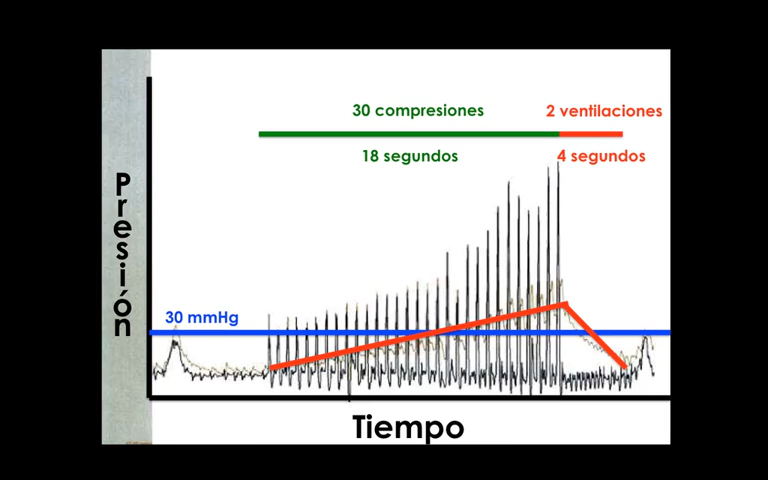 30 compresiones
2 ventilaciones
18 segundos
4 segundos
Presión
30 mmHg
Tiempo